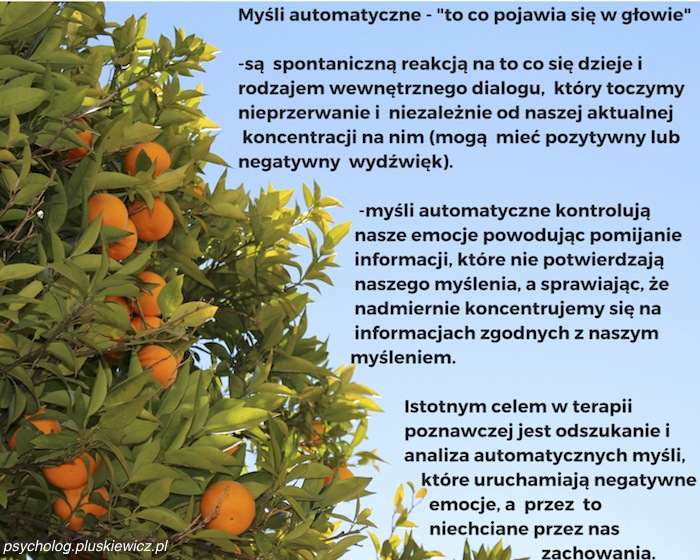 Myśli automatyczne - "to co pojawia się w głowie"
-są spontaniczną reakcją na to co się dzieje i
rodzajem wewnętrznego dialogu, który toczymy
nieprzerwanie i niezależnie od naszej aktualnej
koncentracji na nim (mogą mieć pozytywny lub
negatywny wydźwięk).
-myśli automatyczne kontrolują
nasze emocje powodując pomijanie
informacji, które nie potwierdzają
naszego myślenia, a sprawiając, że
nadmiernie koncentrujemy się na
informacjach zgodnych z naszym
myśleniem.
Istotnym celem w terapii
poznawczej jest odszukanie i
analiza automatycznych myśli,
które uruchamiają negatywne
emocje, a przez to
niechciane przez nas
zachowania.
psycholog.pluskiewicz.pl